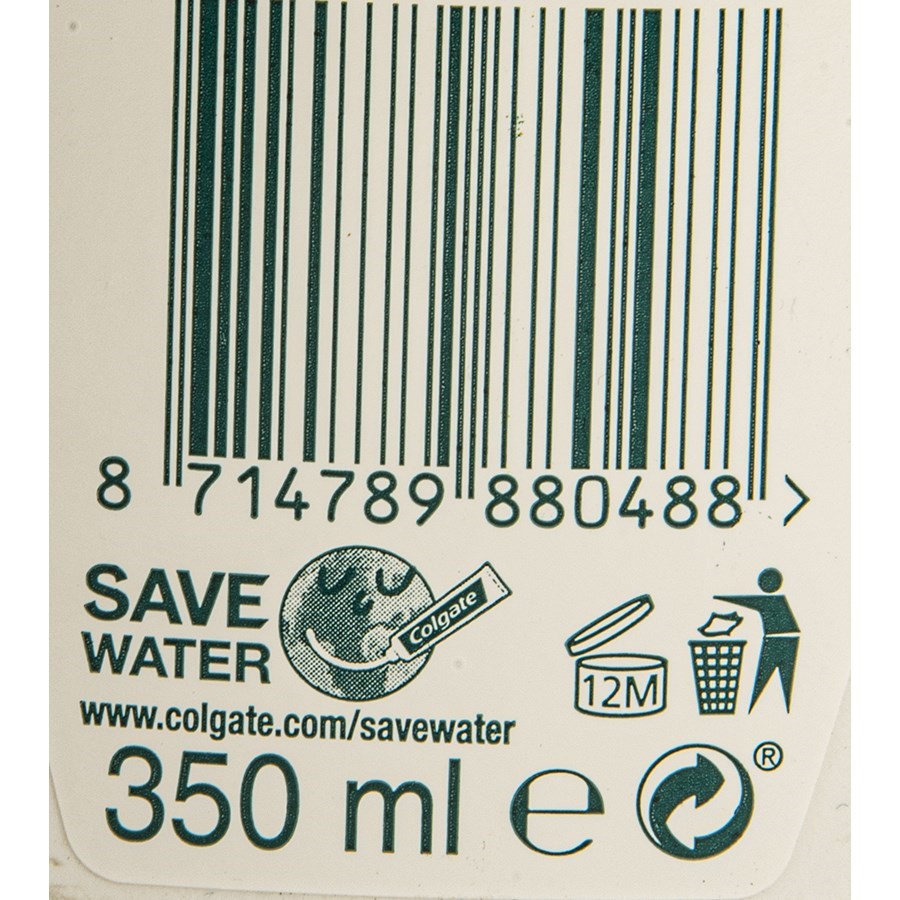 8 714789 880488 >
SAVE
WATER
Colgate
www.colgate.com/savewater
12M
350 ml e ®